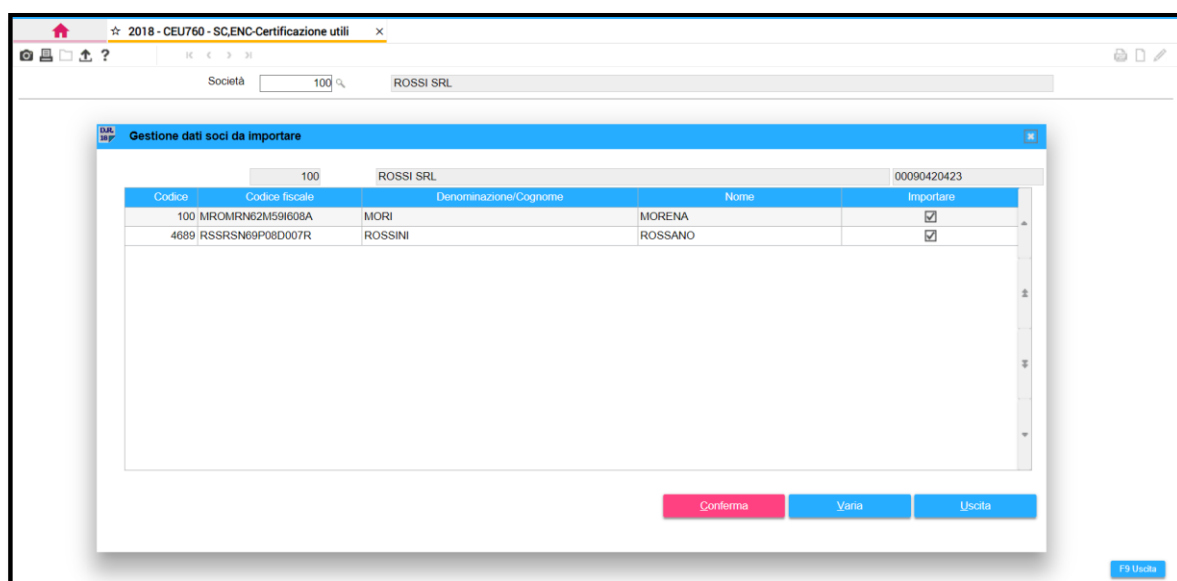 ☆ 2018 - CEU760 - SC,ENC-Certificazione utili ×
?
Società 100 ROSSI SRL
Gestione dati soci da importare
100 ROSSI SRL 00090420423
Codice Codice fiscale Denominazione/Cognome Nome Importare
100 MROMRN62M59I608A MORI MORENA
4689 RSSRSN69P08D007R ROSSINI ROSSANO
Conferma Varia Uscita
F9 Uscita